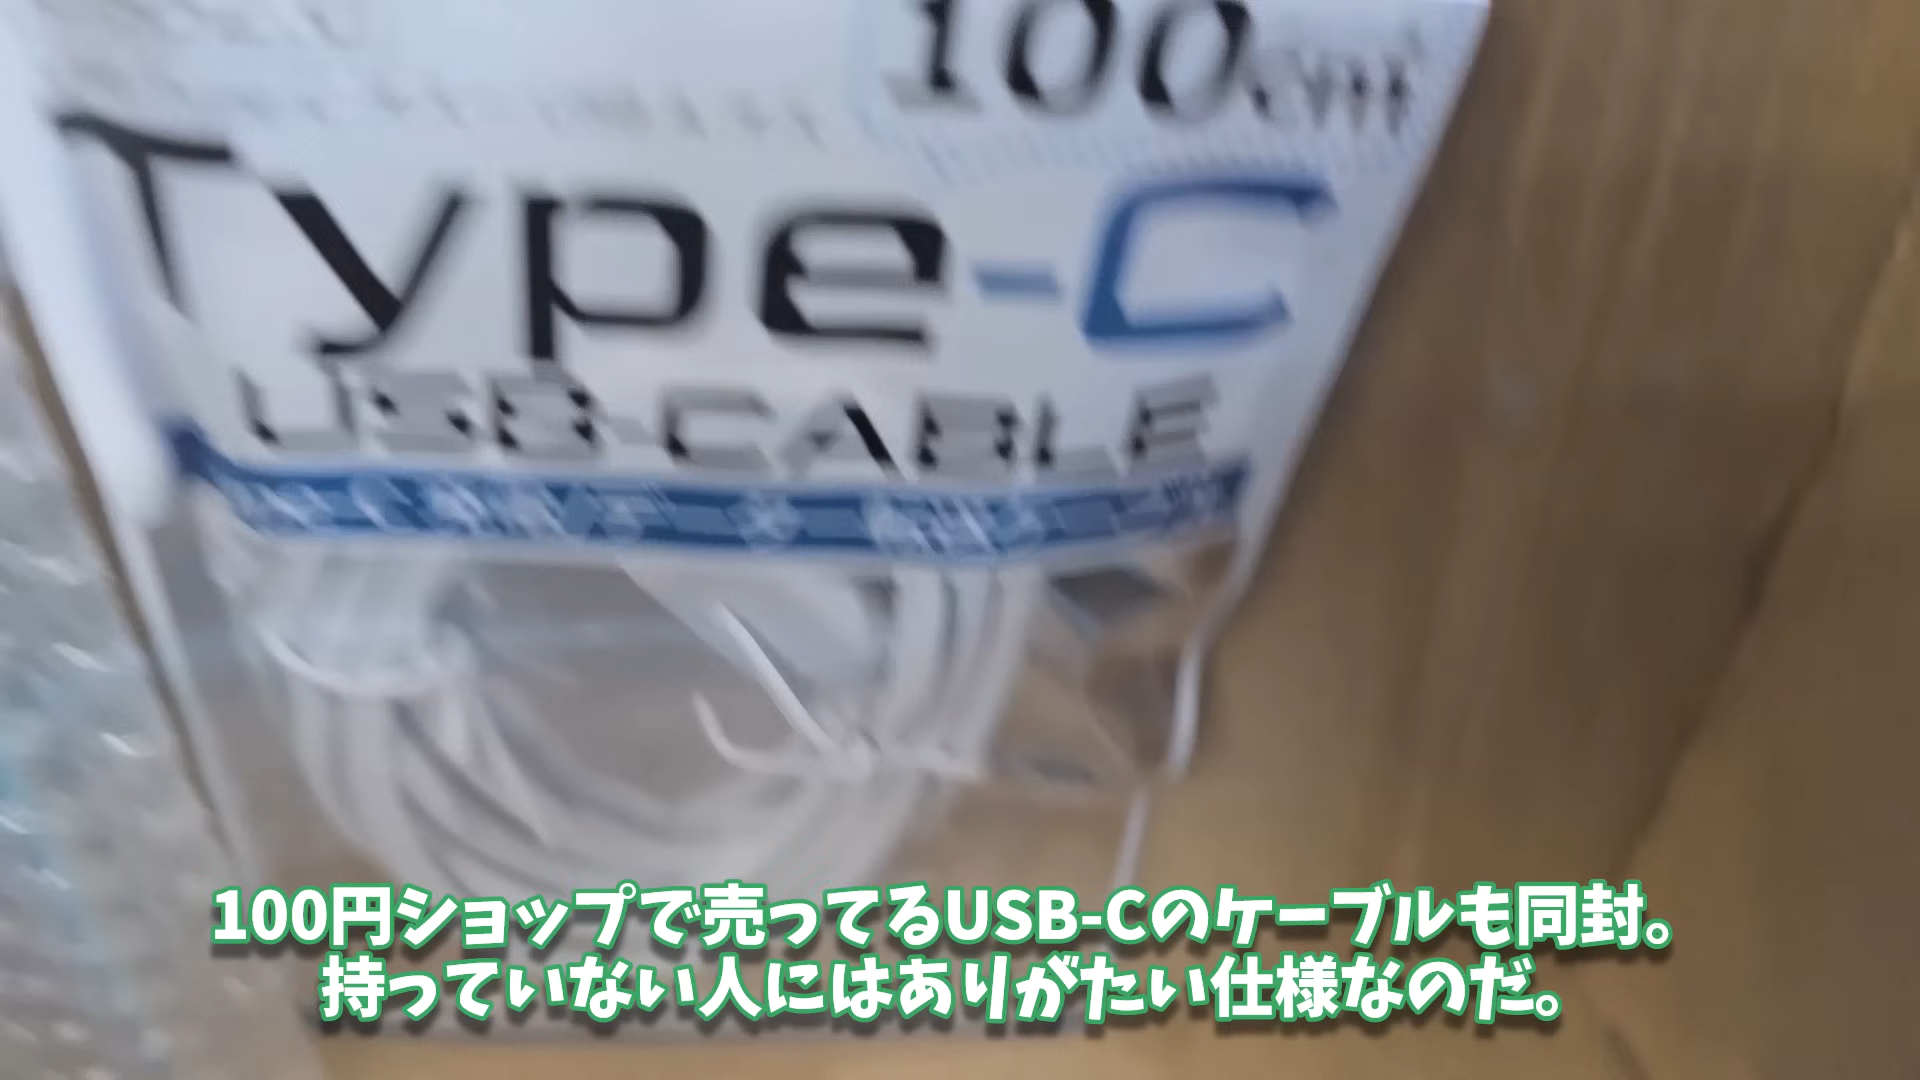 100cm
Type-C
USB-CABLE
100円ショップで売ってるUSB-Cのケーブルも同封。
持っていない人にはありがたい仕様なのだ。